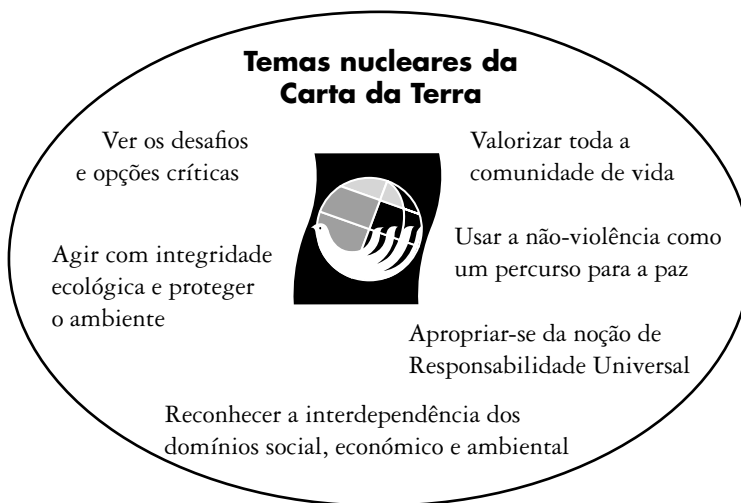 Temas nucleares da
Carta da Terra
Ver os desafios
e opções críticas
Valorizar toda a
comunidade de vida
Agir com integridade
ecológica e proteger
o ambiente
Usar a não-violência como
um percurso para a paz
Apropriar-se da noção de
Responsabilidade Universal
Reconhecer a interdependência dos
domínios social, económico e ambiental